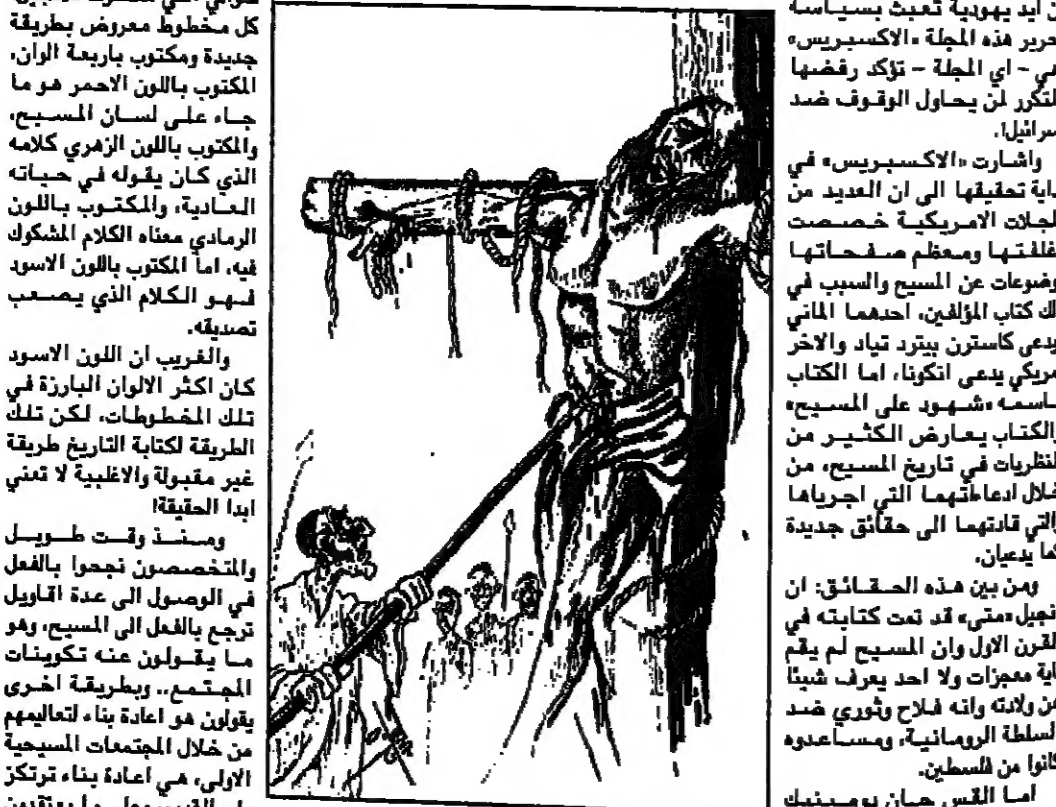 ايد يهودية تعبث بسياسة
تحرير هذه المجلة «الاكسبريس»
هي - اي المجلة - تؤكد رفضها
المتكرر لمن يحاول الوقوف ضد
اسرائيل!.
واشارت «الاكسبريس» في
بداية تحقيقها الى ان العديد من
المجلات الامريكية خصصت
اغلفتها ومعظم صفحاتها
لموضوعات عن المسيح والسبب في
ذلك كتاب المؤلفين، احدهما الماني
يدعى كاسترن بيترد تياد والاخر
امريكي يدعى انكونا، اما الكتاب
باسمه «شهود على المسيح»
والكتاب يعارض الكثير من
النظريات في تاريخ المسيح، من
خلال ادعاءاتهما التي اجرياها
والتي قادتهما الى حقائق جديدة
كما يدعيان.
ومن بين هذه الحقائق: ان
انجيل «متى» قد تمت كتابته في
القرن الاول وان المسيح لم يقم
باية معجزات ولا احد يعرف شيئا
عن ولادته وانه فلاح وثوري ضد
السلطة الرومانية، ومساعدوه
كانوا من فلسطين.
اما القس جان دومينيك
كل مخطوط معروض بطريقة
جديدة ومكتوب باربعة الوان،
المكتوب باللون الاحمر هو ما
جاء على لسان المسيح،
والمكتوب باللون الزهري كلامه
الذي كان يقوله في حياته
العادية، والمكتوب باللون
الرمادي معناه الكلام المشكوك
فيه، اما المكتوب باللون الاسود
فهو الكلام الذي يصعب
تصديقه.
والغريب ان اللون الاسود
كان اكثر الالوان البارزة في
تلك المخطوطات، لكن تلك
الطريقة لكتابة التاريخ طريقة
غير مقبولة والاغلبية لا تعني
ابدا الحقيقة!
ومنذ وقت طويل
والمتخصصون نجحوا بالفعل
في الوصول الى عدة اقاويل
ترجع بالفعل الى المسيح، وهو
ما يقولون عنه تكوينات
المجتمع.. وبطريقة اخرى
يقولون هو اعادة بناء لتعاليمهم
من خلال المجتمعات المسيحية
الاولى، هي اعادة بناء ترتكز